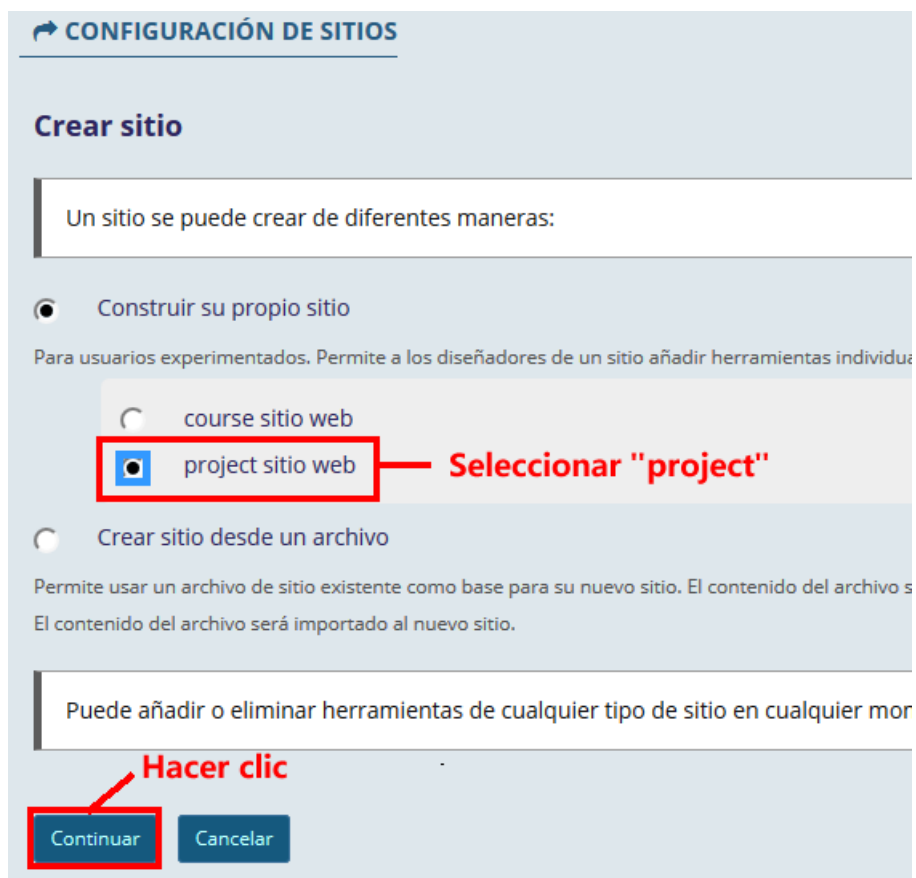 CONFIGURACIÓN DE SITIOS
Crear sitio
Un sitio se puede crear de diferentes maneras:
Construir su propio sitio
Para usuarios experimentados. Permite a los diseñadores de un sitio añadir herramientas
course sitio web
project sitio web
Seleccionar "project"
Crear sitio desde un archivo
Permite usar un archivo de sitio existente como base para su nuevo sitio. El contenido del archivo
El contenido del archivo será importado al nuevo sitio.
Puede añadir o eliminar herramientas de cualquier tipo de sitio en cualquier
Hacer clic
Continuar
Cancelar